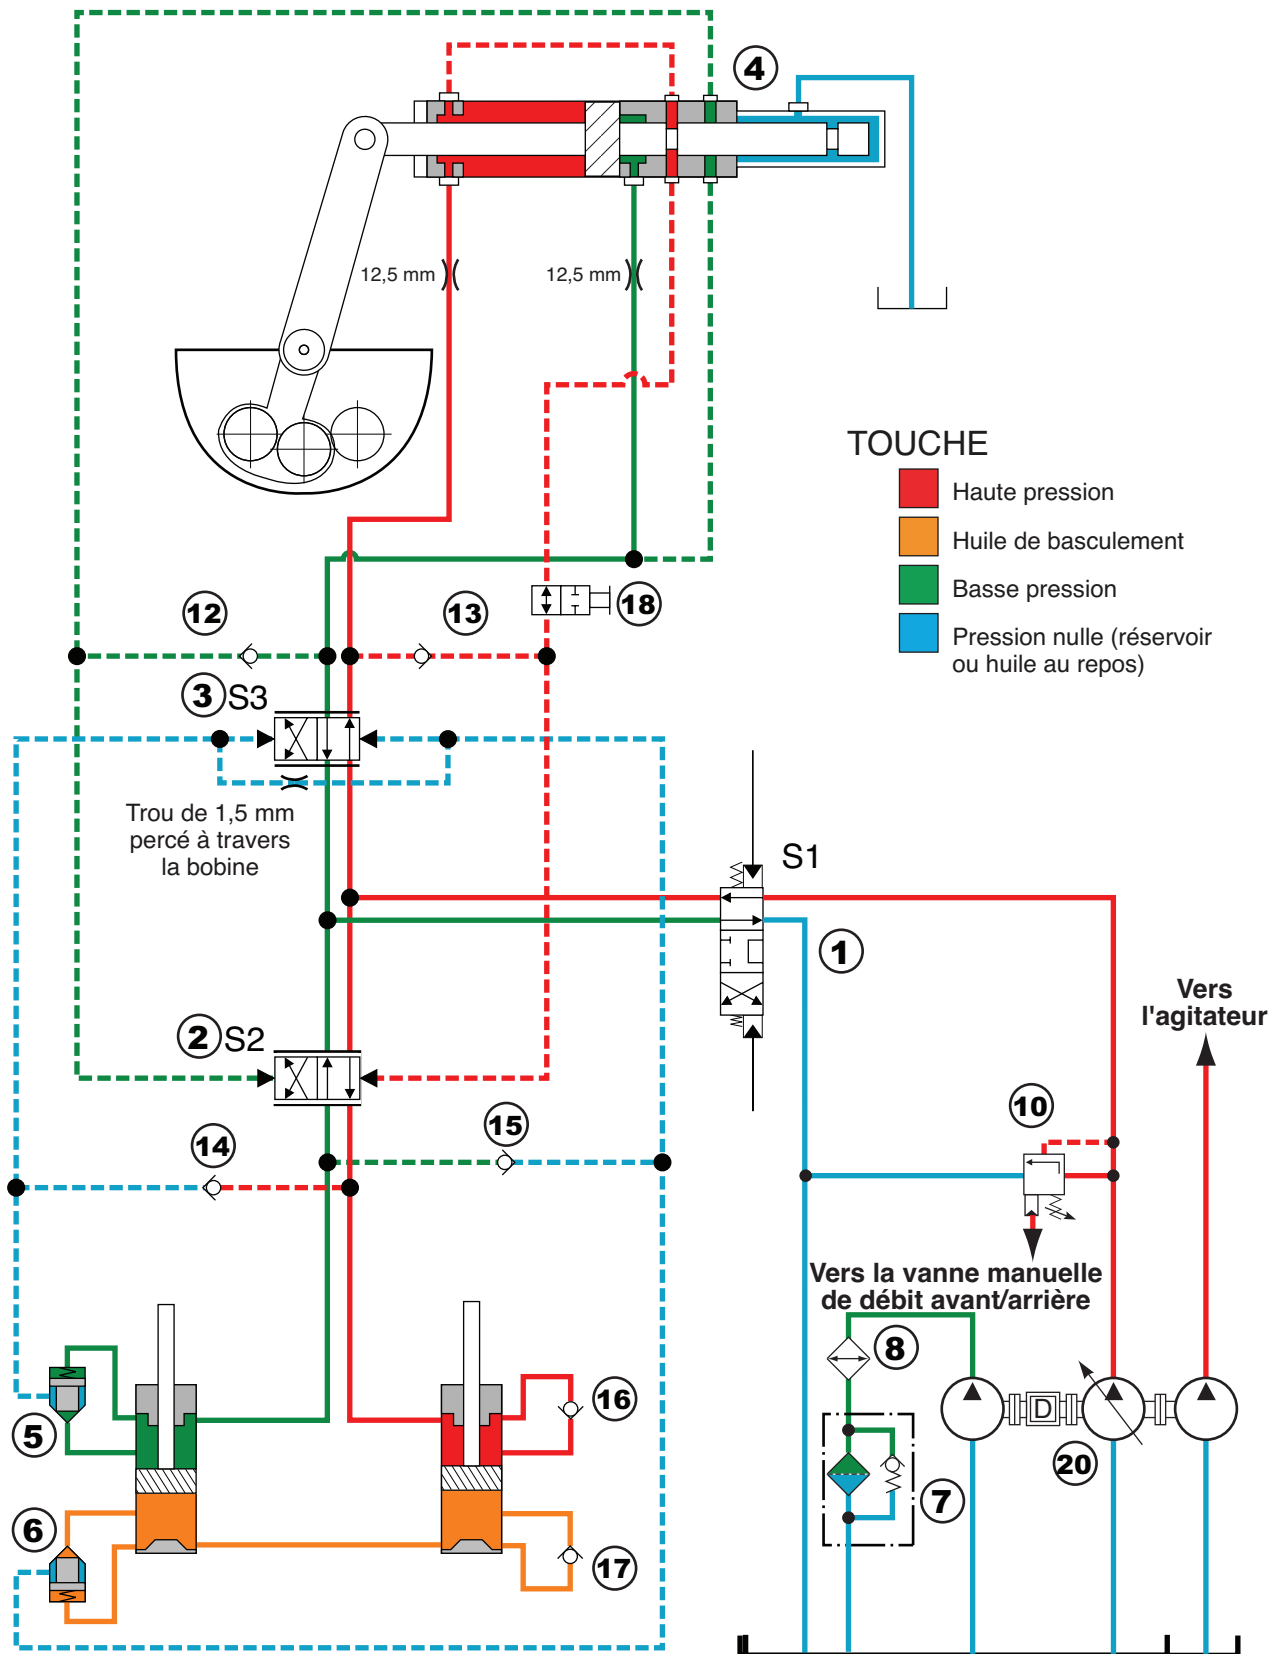 4
12,5 mm
12,5 mm
TOUCHE
Haute pression
Huile de basculement
Basse pression
Pression nulle (réservoir
ou huile au repos)
12
13
18
3 S3
Trou de 1,5 mm
percé à travers
la bobine
S1
1
Vers
l'agitateur
2 S2
10
14
15
Vers la vanne manuelle
de débit avant/arrière
8
5
16
D
20
7
6
17